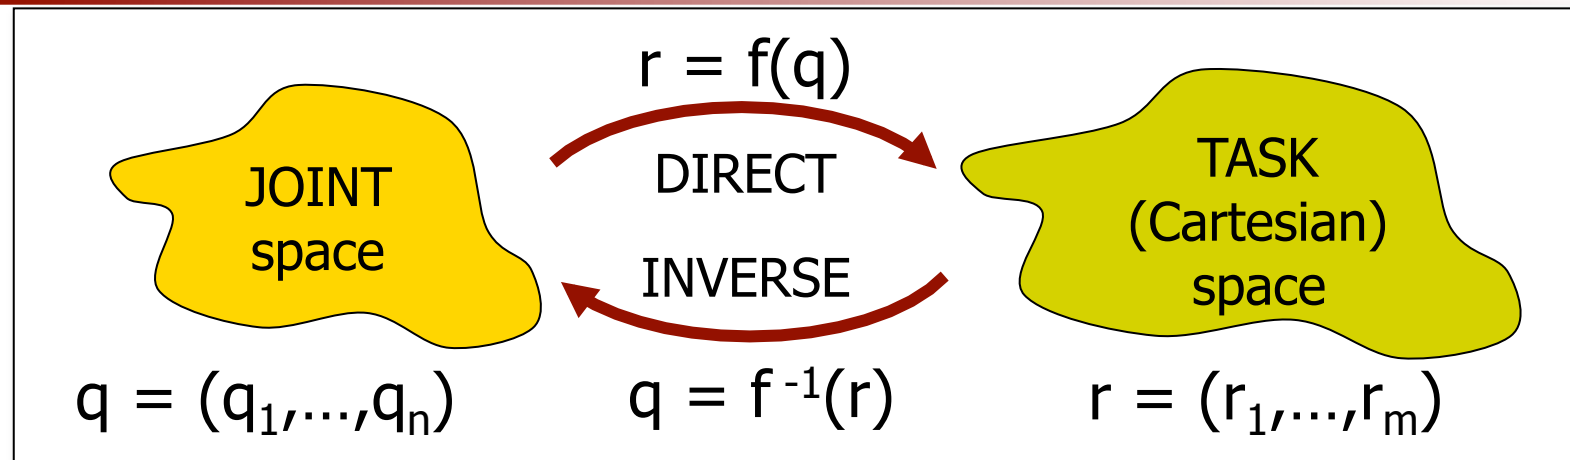 r = f(q)
JOINT
space
DIRECT
INVERSE
TASK
(Cartesian)
space
q = (q₁,…,qₙ)
q = f⁻¹(r)
r = (r₁,…,rₘ)